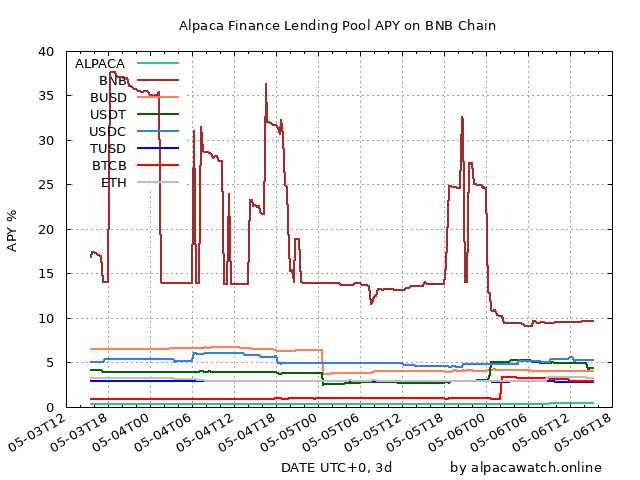 Alpaca Finance Lending Pool APY on BNB Chain
APY %
40
35
30
25
20
15
10
5
0
ALPACA
BNB
BUSD
USDT
USDC
TUSD
BTCB
ETH
05-03T12
05-03T18
05-04T00
05-04T06
05-04T12
05-04T18
05-05T00
05-05T06
05-05T12
05-05T18
05-06T00
05-06T06
05-06T12
05-06T18
DATE UTC+0, 3d
by alpacawatch.online